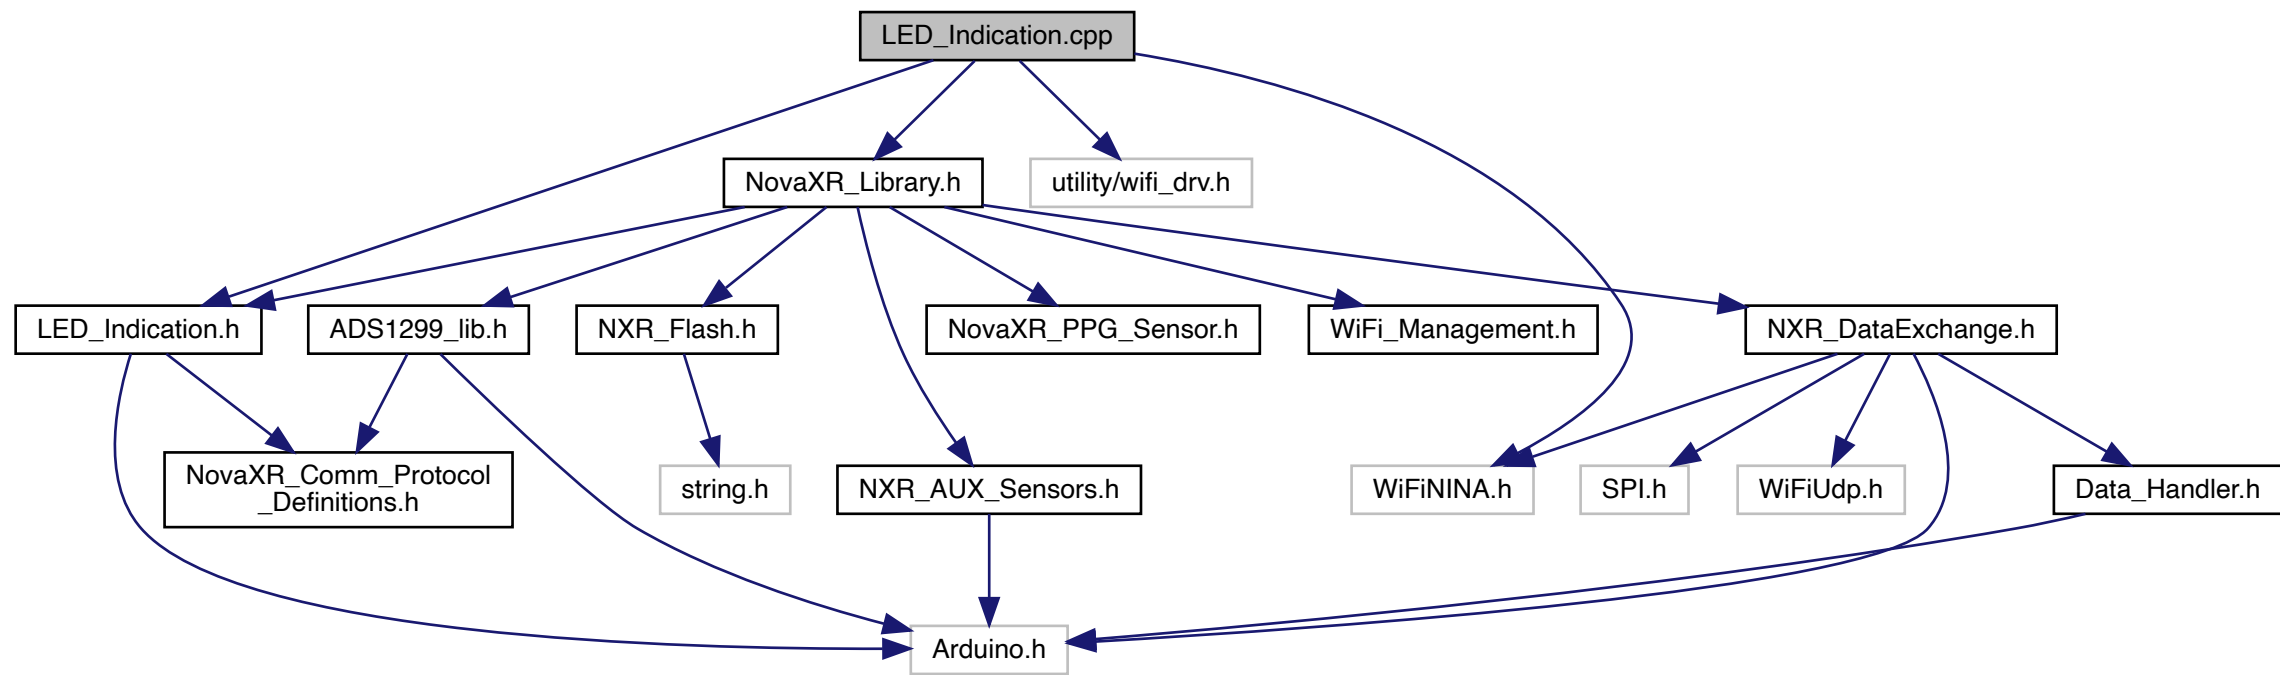 LED_Indication.cpp
NovaXR_Library.h
utility/wifi_drv.h
LED_Indication.h
ADS1299_lib.h
NXR_Flash.h
NovaXR_PPG_Sensor.h
WiFi_Management.h
NXR_DataExchange.h
NovaXR_Comm_Protocol
_Definitions.h
string.h
NXR_AUX_Sensors.h
WiFiNINA.h
SPI.h
WiFiUdp.h
Data_Handler.h
Arduino.h